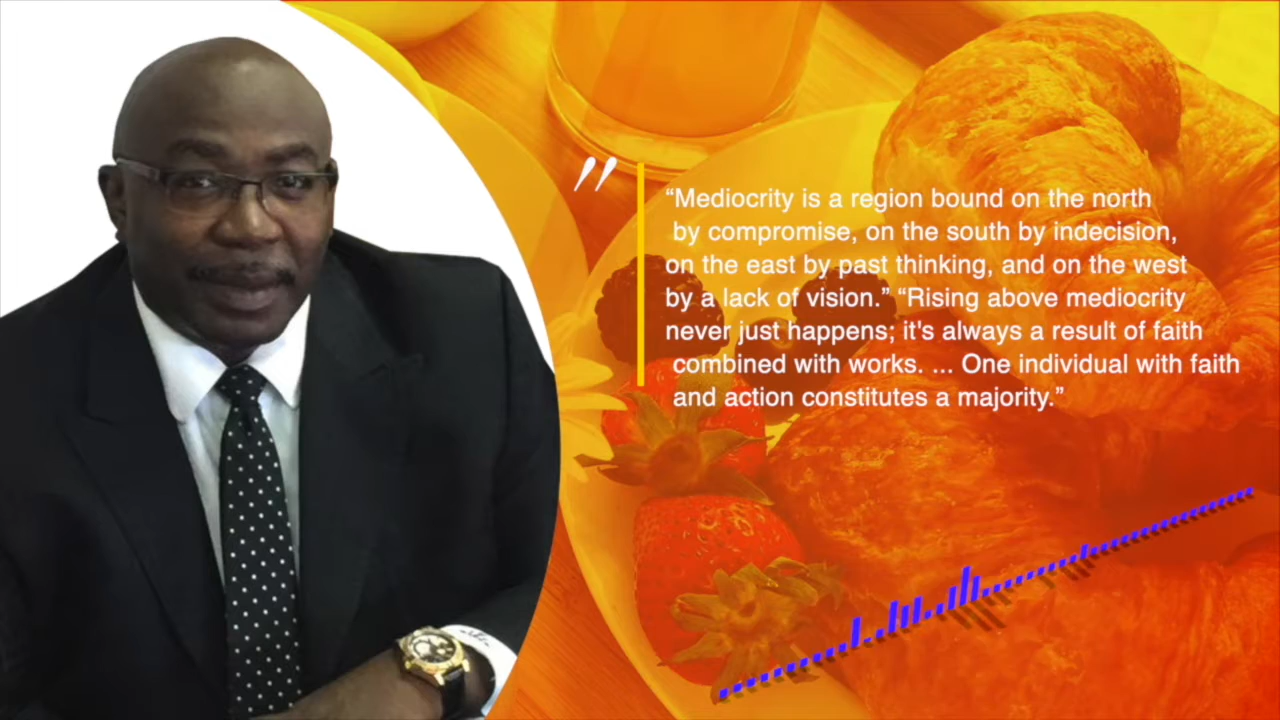 “Mediocrity is a region bound on the north
by compromise, on the south by indecision,
on the east by past thinking, and on the west
by a lack of vision.” “Rising above mediocrity
never just happens; it's always a result of faith
combined with works. ... One individual with faith
and action constitutes a majority.”